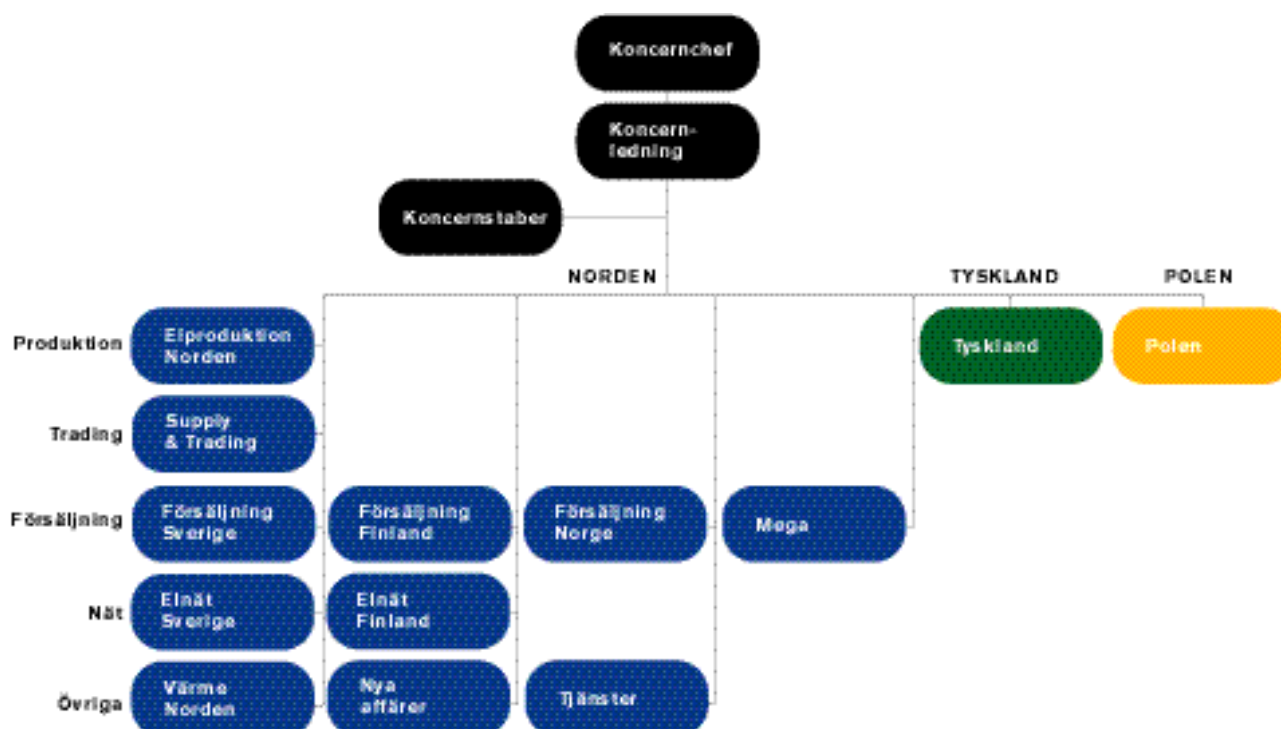 Koncernchef
Koncern-
ledning
Koncernstaber
NORDEN
TYSKLAND
POLEN
Produktion
Elproduktion
Norden
Tyskland
Polen
Trading
Supply
& Trading
Försäljning
Försäljning
Sverige
Försäljning
Finland
Försäljning
Norge
Mega
Nät
Elnät
Sverige
Elnät
Finland
Övriga
Värme
Norden
Nya
affärer
Tjänster